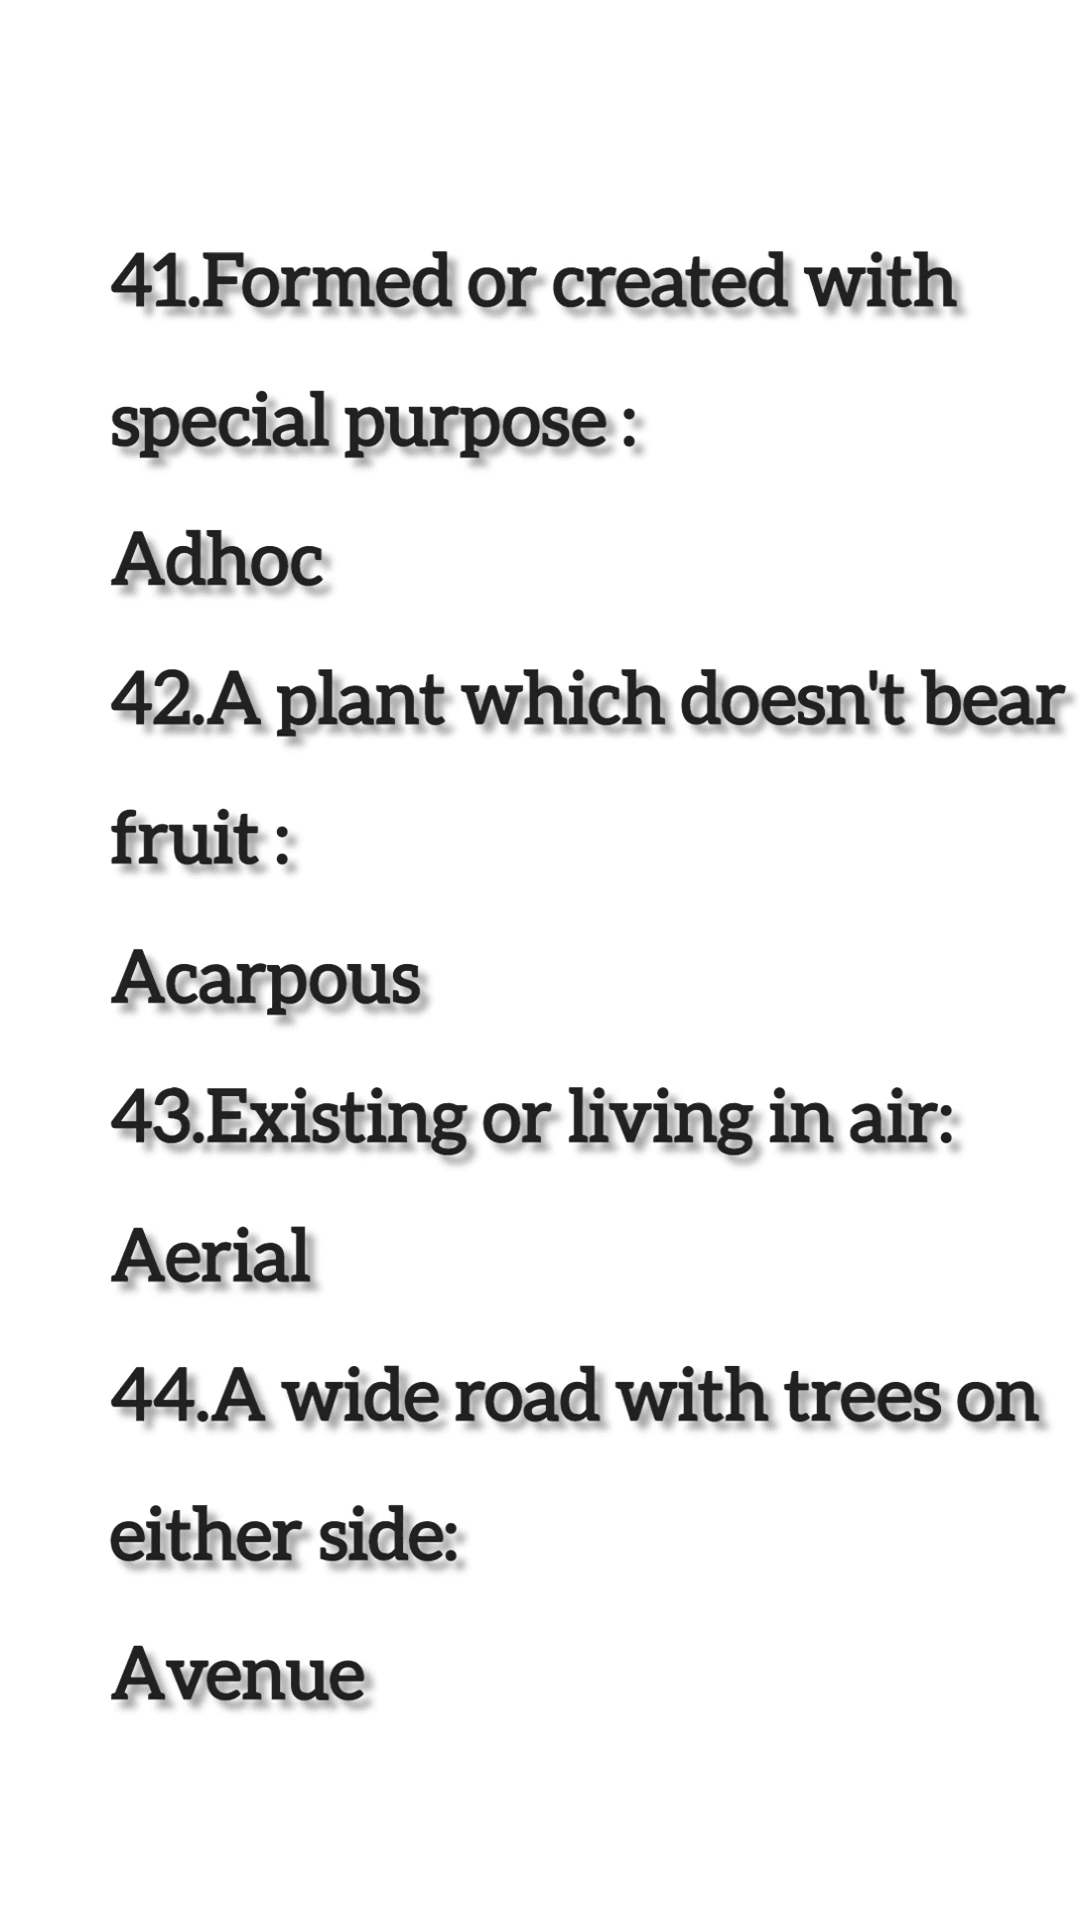 41.Formed or created with
special purpose :
Adhoc
42.A plant which doesn't bear
fruit :
Acarpous
43.Existing or living in air:
Aerial
44.A wide road with trees on
either side:
Avenue